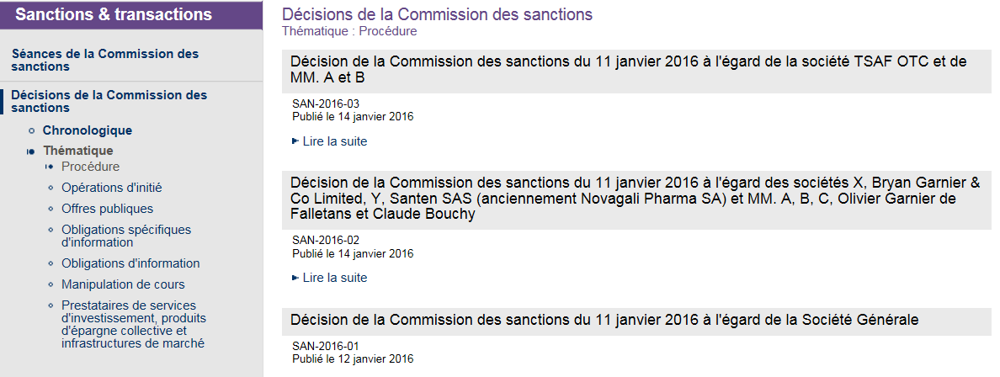 Sanctions & transactions
Séances de la Commission des
sanctions
Décisions de la Commission des
sanctions
Chronologique
Thématique
Procédure
Opérations d'initié
Offres publiques
Obligations spécifiques
d'information
Obligations d'information
Manipulation de cours
Prestataires de services
d'investissement, produits
d'épargne collective et
infrastructures de marché
Décisions de la Commission des sanctions
Thématique : Procédure
Décision de la Commission des sanctions du 11 janvier 2016 à l'égard de la société TSAF OTC et de
MM. A et B
SAN-2016-03
Publié le 14 janvier 2016
Lire la suite
Décision de la Commission des sanctions du 11 janvier 2016 à l'égard des sociétés X, Bryan Garnier &
Co Limited, Y, Santen SAS (anciennement Novagali Pharma SA) et MM. A, B, C, Olivier Garnier de
Falletans et Claude Bouchy
SAN-2016-02
Publié le 14 janvier 2016
Lire la suite
Décision de la Commission des sanctions du 11 janvier 2016 à l'égard de la Société Générale
SAN-2016-01
Publié le 12 janvier 2016